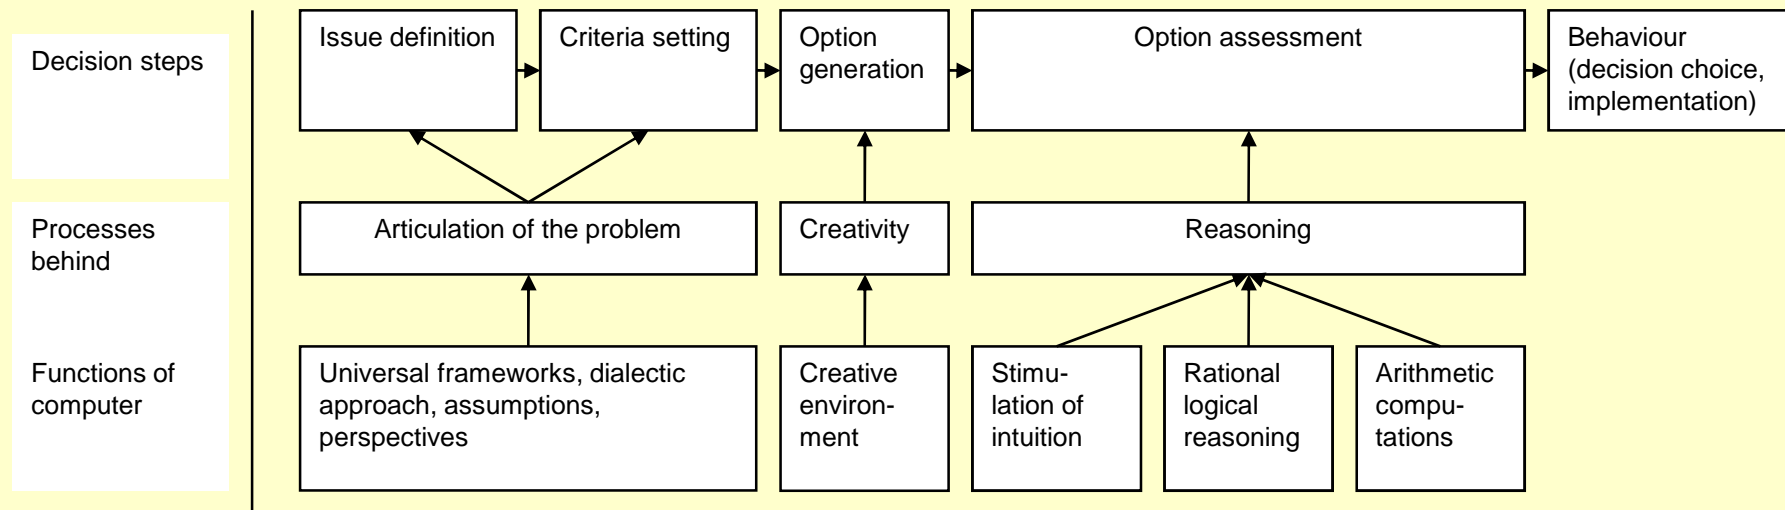 Decision steps
Issue definition
Criteria setting
Option
generation
Option assessment
Behaviour
(decision choice,
implementation)
Processes
behind
Articulation of the problem
Creativity
Reasoning
Functions of
computer
Universal frameworks, dialectic
approach, assumptions,
perspectives
Creative
environ-
ment
Stimu-
lation of
intuition
Rational
logical
reasoning
Arithmetic
compu-
tations